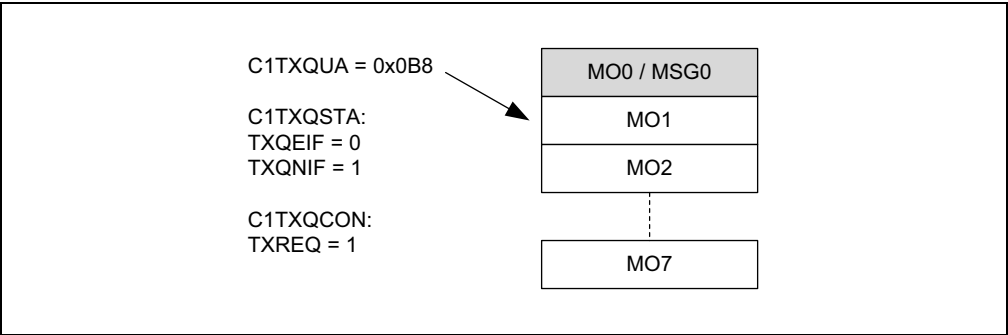 C1TXQUA = 0x0B8
C1TXQSTA:
TXQEIF = 0
TXQNIF = 1
C1TXQCON:
TXREQ = 1
MO0 / MSG0
MO1
MO2
MO7